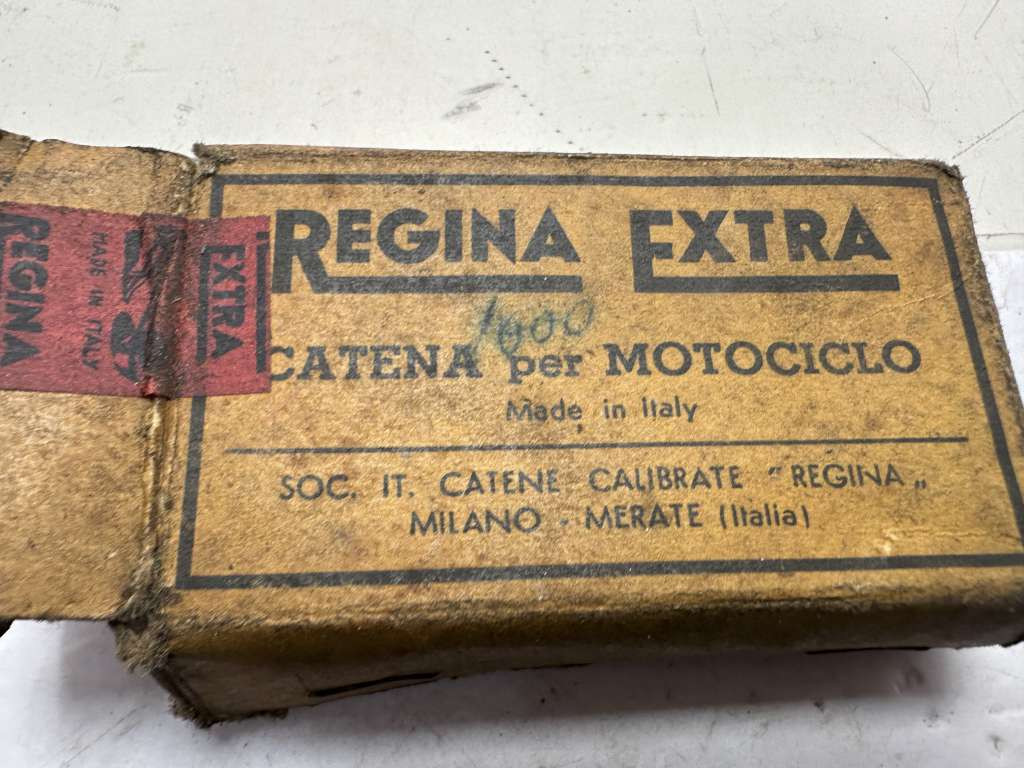 REGINA EXTRA
1000
CATENA per MOTOCICLO
Made in Italy
SOC. IT. CATENE CALIBRATE "REGINA„
MILANO - MERATE (Italia)
REGINA
MADE IN ITALY
EXTRA